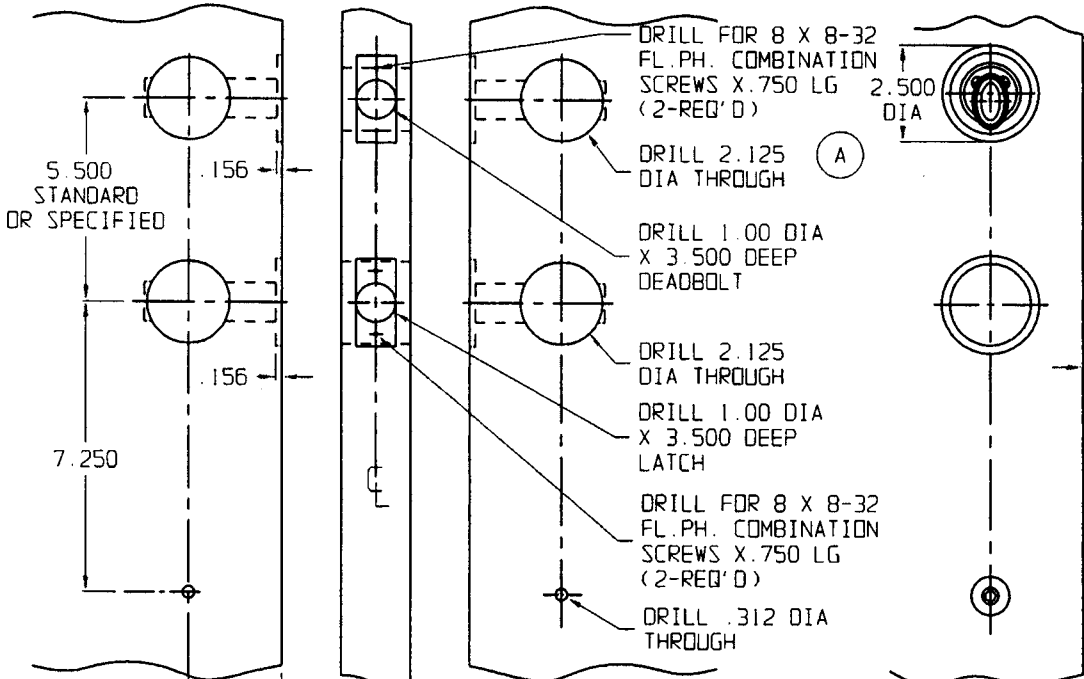 DRILL FOR 8 X 8-32
FL.PH. COMBINATION
SCREWS X.750 LG
(2-REQ'D)
2.500
DIA
A
DRILL 2.125
DIA THROUGH
5.500
STANDARD
OR SPECIFIED
.156
DRILL 1.00 DIA
X 3.500 DEEP
DEADBOLT
DRILL 2.125
DIA THROUGH
.156
DRILL 1.00 DIA
X 3.500 DEEP
LATCH
7.250
CL
DRILL FOR 8 X 8-32
FL.PH. COMBINATION
SCREWS X.750 LG
(2-REQ'D)
DRILL .312 DIA
THROUGH